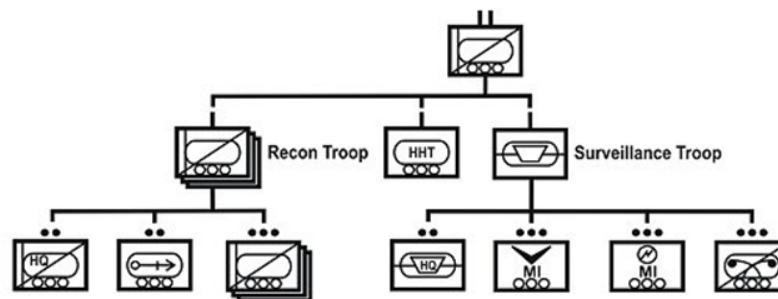 Recon Troop
HHT
Surveillance Troop
HQ
HQ
MI
MI